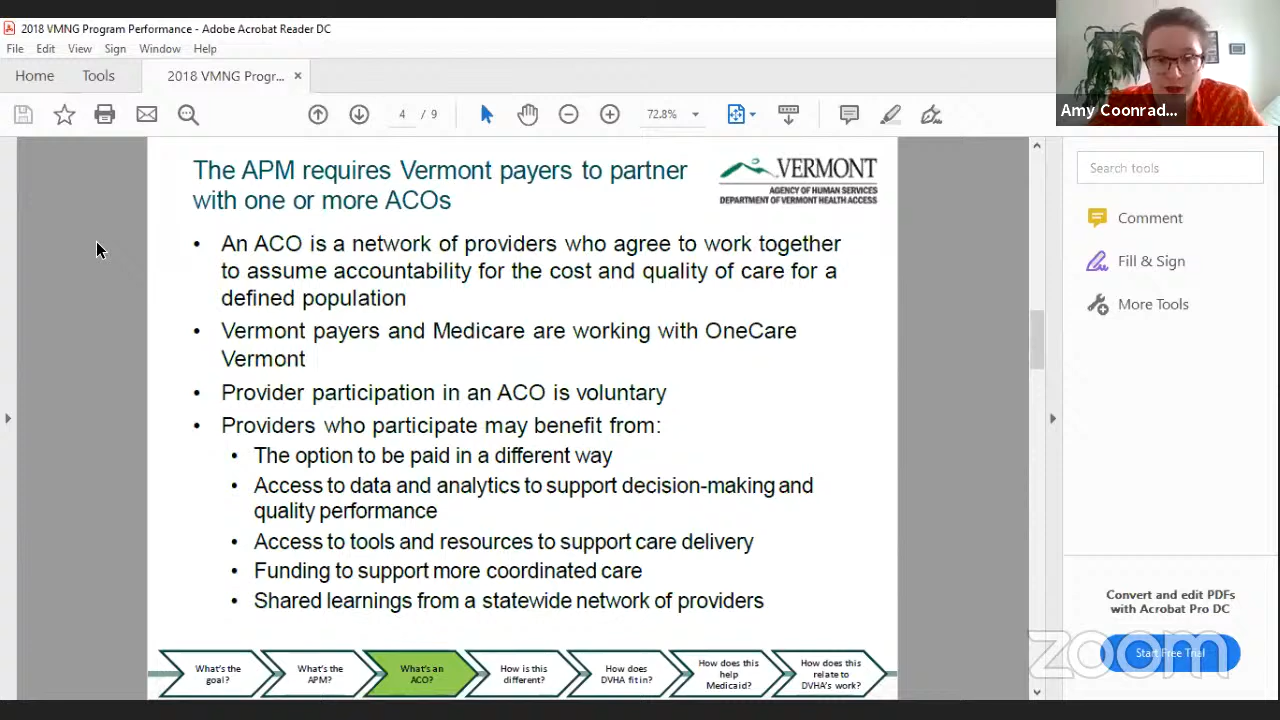 2018 VMNG Program Performance - Adobe Acrobat Reader DC
File Edit View Sign Window Help
Home Tools 2018 VMNG Progr... ×
4 / 9 72.8%
Amy Coonrad...
The APM requires Vermont payers to partner
with one or more ACOs
VERMONT
AGENCY OF HUMAN SERVICES
DEPARTMENT OF VERMONT HEALTH ACCESS
• An ACO is a network of providers who agree to work together
to assume accountability for the cost and quality of care for a
defined population
• Vermont payers and Medicare are working with OneCare
Vermont
• Provider participation in an ACO is voluntary
• Providers who participate may benefit from:
• The option to be paid in a different way
• Access to data and analytics to support decision-making and
quality performance
• Access to tools and resources to support care delivery
• Funding to support more coordinated care
• Shared learnings from a statewide network of providers
What's the
goal?
What's the
APM?
What's an
ACO?
How is this
different?
How does
DVHA fit in?
How does this
help
Medicaid?
How does this
relate to
DVHA's work?
Search tools
Comment
Fill & Sign
More Tools
Convert and edit PDFs
with Acrobat Pro DC
Start Free Trial
zoom